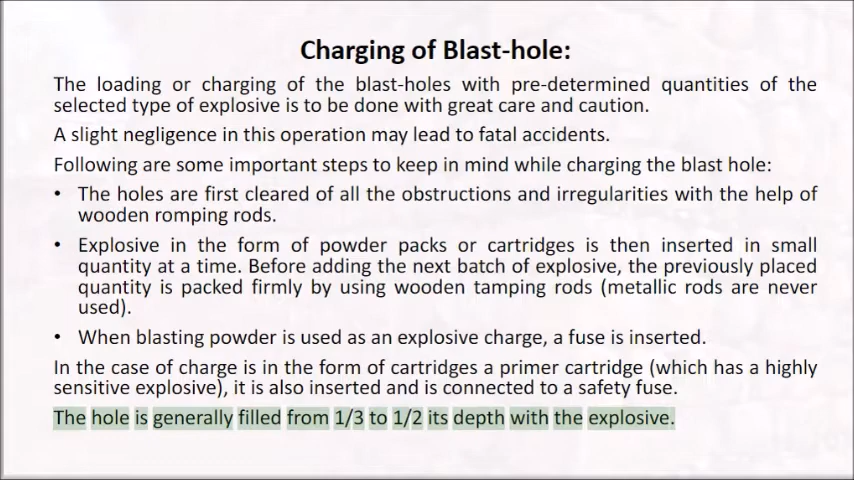 Charging of Blast-hole:
The loading or charging of the blast-holes with pre-determined quantities of the
selected type of explosive is to be done with great care and caution.
A slight negligence in this operation may lead to fatal accidents.
Following are some important steps to keep in mind while charging the blast hole:
• The holes are first cleared of all the obstructions and irregularities with the help of
wooden romping rods.
• Explosive in the form of powder packs or cartridges is then inserted in small
quantity at a time. Before adding the next batch of explosive, the previously placed
quantity is packed firmly by using wooden tamping rods (metallic rods are never
used).
• When blasting powder is used as an explosive charge, a fuse is inserted.
In the case of charge is in the form of cartridges a primer cartridge (which has a highly
sensitive explosive), it is also inserted and is connected to a safety fuse.
The hole is generally filled from 1/3 to 1/2 its depth with the explosive.